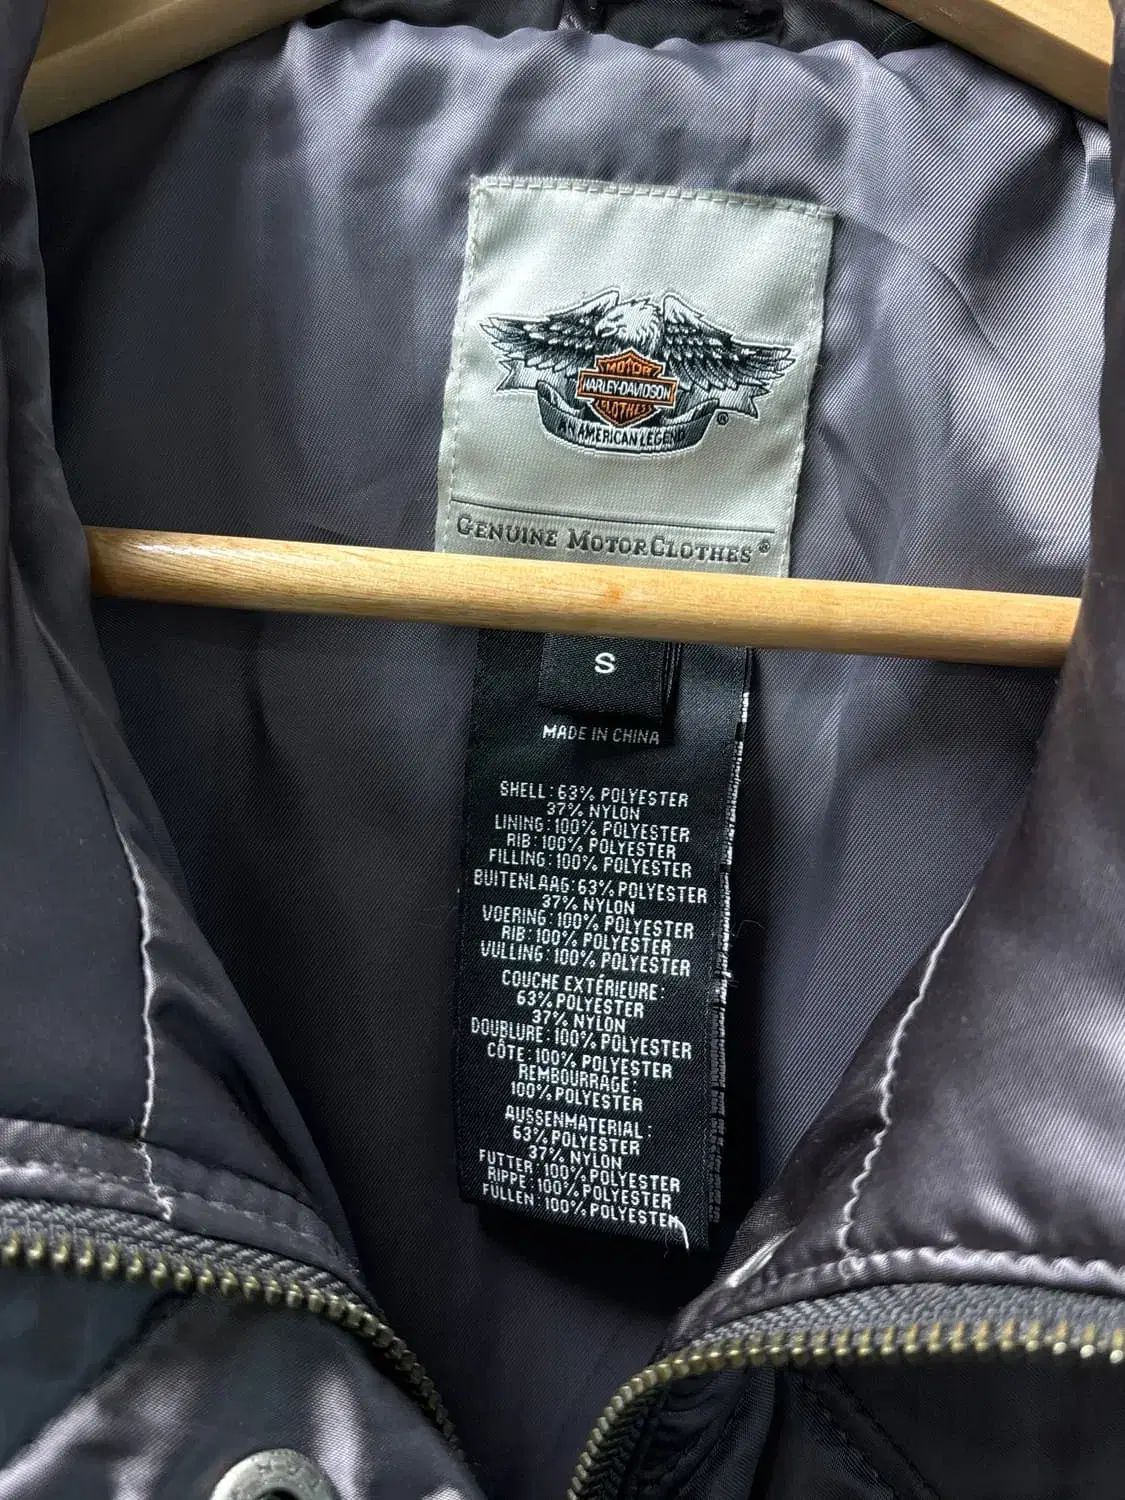 MOTOR
HARLEY-DAVIDSON
CLOTHES
AN AMERICAN LEGEND ®
GENUINE MOTORCLOTHES ®
S
MADE IN CHINA
SHELL: 63% POLYESTER
37% NYLON
LINING: 100% POLYESTER
RIB: 100% POLYESTER
FILLING: 100% POLYESTER
BUITENLAAG: 63% POLYESTER
37% NYLON
VOERING: 100% POLYESTER
RIB: 100% POLYESTER
VULLING: 100% POLYESTER
COUCHE EXTÉRIEURE:
63% POLYESTER
37% NYLON
DOUBLURE: 100% POLYESTER
CÔTE: 100% POLYESTER
REMBOURRAGE:
100% POLYESTER
AUSSENMATERIAL:
63% POLYESTER
37% NYLON
FUTTER: 100% POLYESTER
RIPPE: 100% POLYESTER
FÜLLEN: 100% POLYESTER